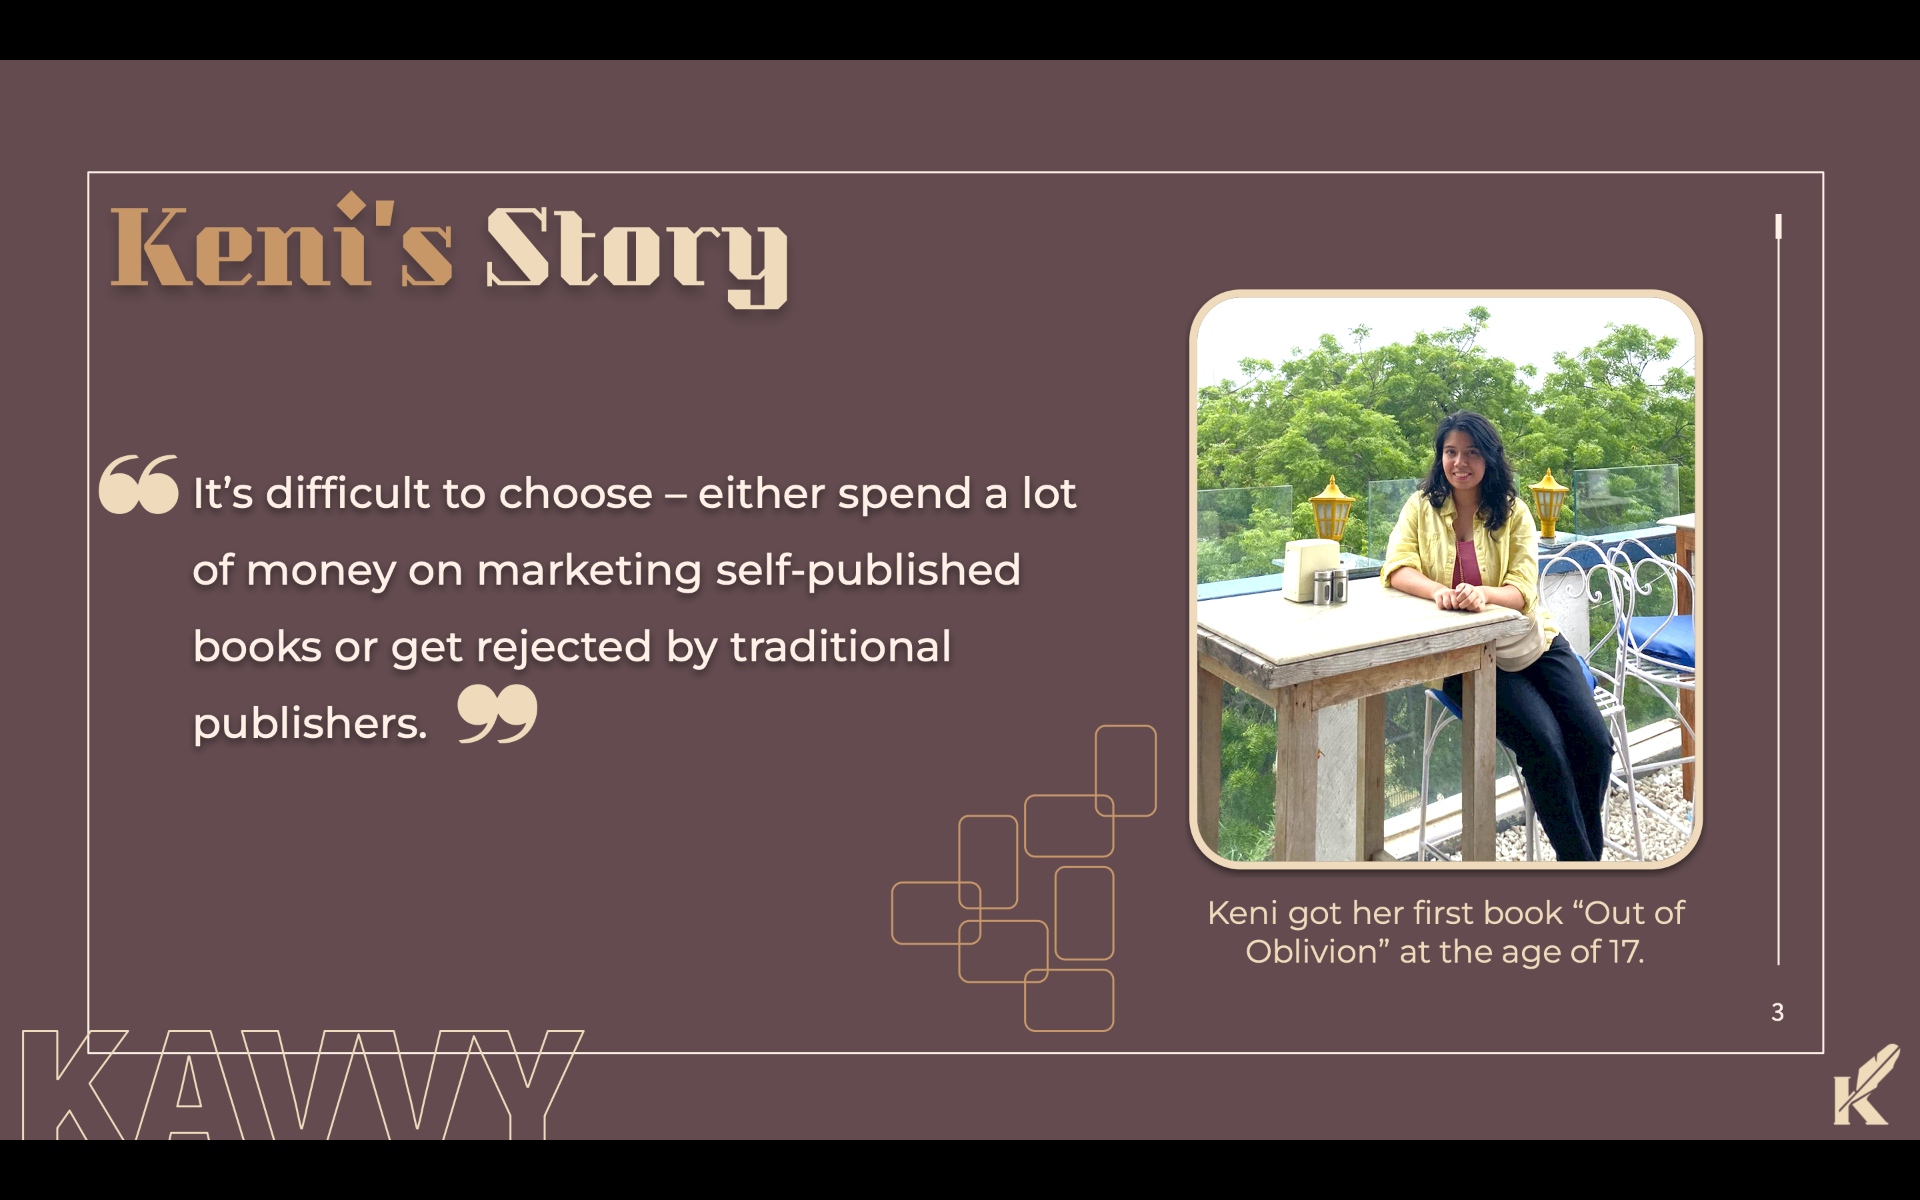 Keni's Story
It’s difficult to choose – either spend a lot
of money on marketing self-published
books or get rejected by traditional
publishers.
Keni got her first book “Out of
Oblivion” at the age of 17.
3
KAVVY
K